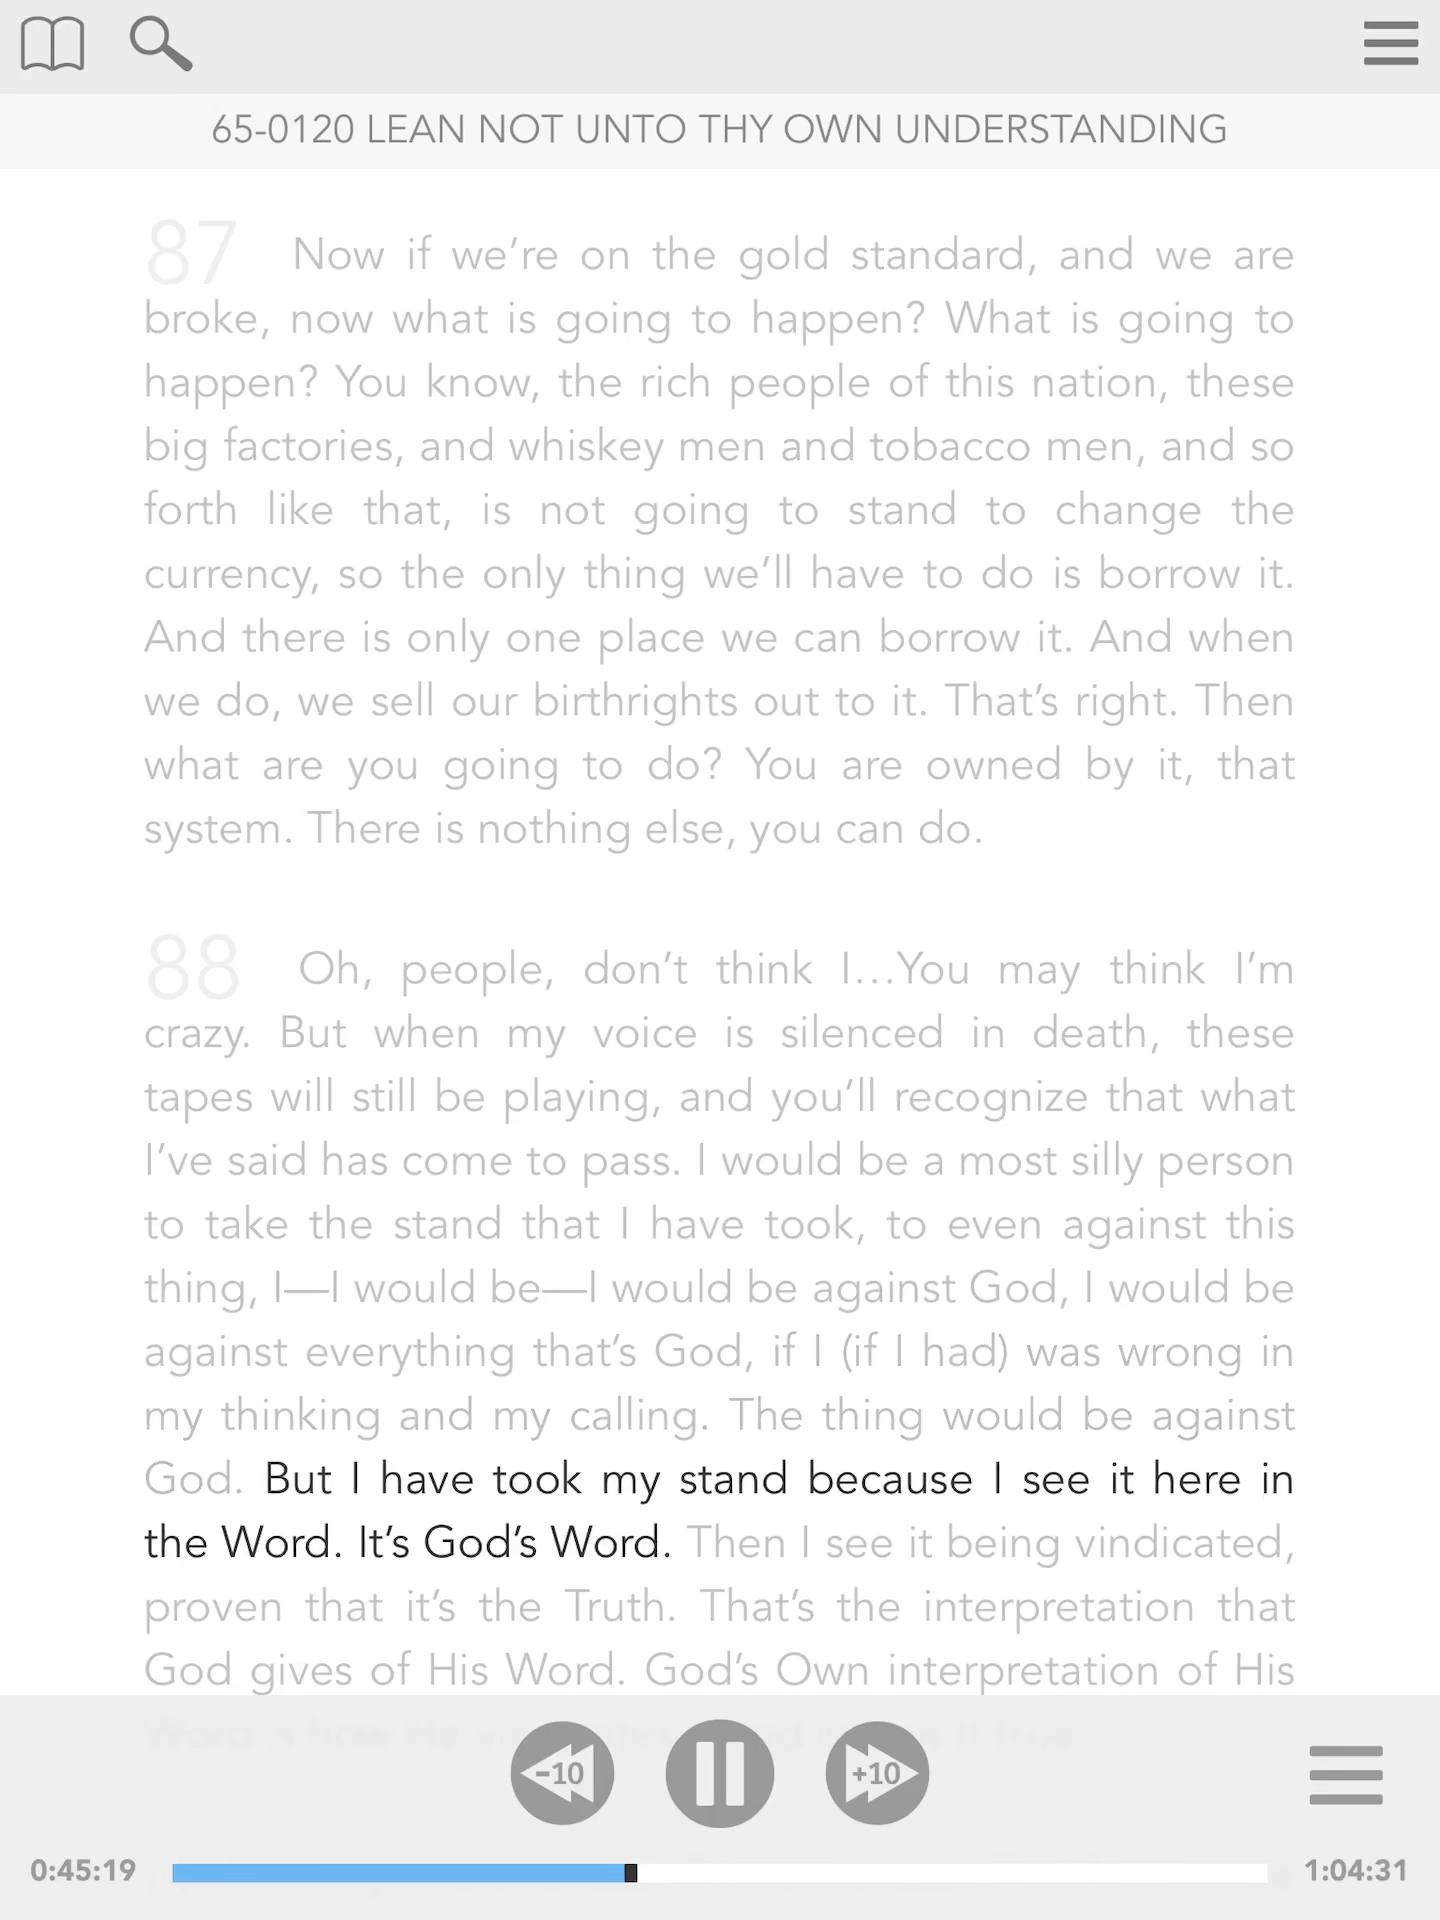 65-0120 LEAN NOT UNTO THY OWN UNDERSTANDING
87 Now if we’re on the gold standard, and we are
broke, now what is going to happen? What is going to
happen? You know, the rich people of this nation, these
big factories, and whiskey men and tobacco men, and so
forth like that, is not going to stand to change the
currency, so the only thing we’ll have to do is borrow it.
And there is only one place we can borrow it. And when
we do, we sell our birthrights out to it. That’s right. Then
what are you going to do? You are owned by it, that
system. There is nothing else, you can do.
88 Oh, people, don’t think I…You may think I’m
crazy. But when my voice is silenced in death, these
tapes will still be playing, and you’ll recognize that what
I’ve said has come to pass. I would be a most silly person
to take the stand that I have took, to even against this
thing, I—I would be—I would be against God, I would be
against everything that’s God, if I (if I had) was wrong in
my thinking and my calling. The thing would be against
God. But I have took my stand because I see it here in
the Word. It’s God’s Word. Then I see it being vindicated,
proven that it’s the Truth. That’s the interpretation that
God gives of His Word. God’s Own interpretation of His
Word is how He
-10 +10
0:45:19 1:04:31